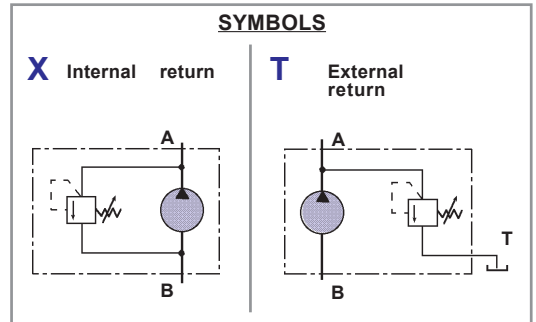 SYMBOLS
X Internal return
A
B
T External
return
A
T
B